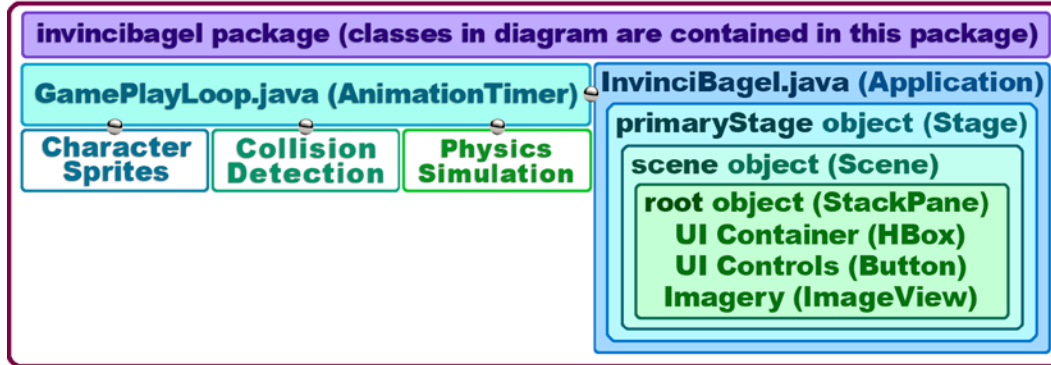 invincibagel package (classes in diagram are contained in this package)
GamePlayLoop.java (AnimationTimer)
Character
Sprites
Collision
Detection
Physics
Simulation
InvinciBagel.java (Application)
primaryStage object (Stage)
scene object (Scene)
root object (StackPane)
UI Container (HBox)
UI Controls (Button)
Imagery (ImageView)